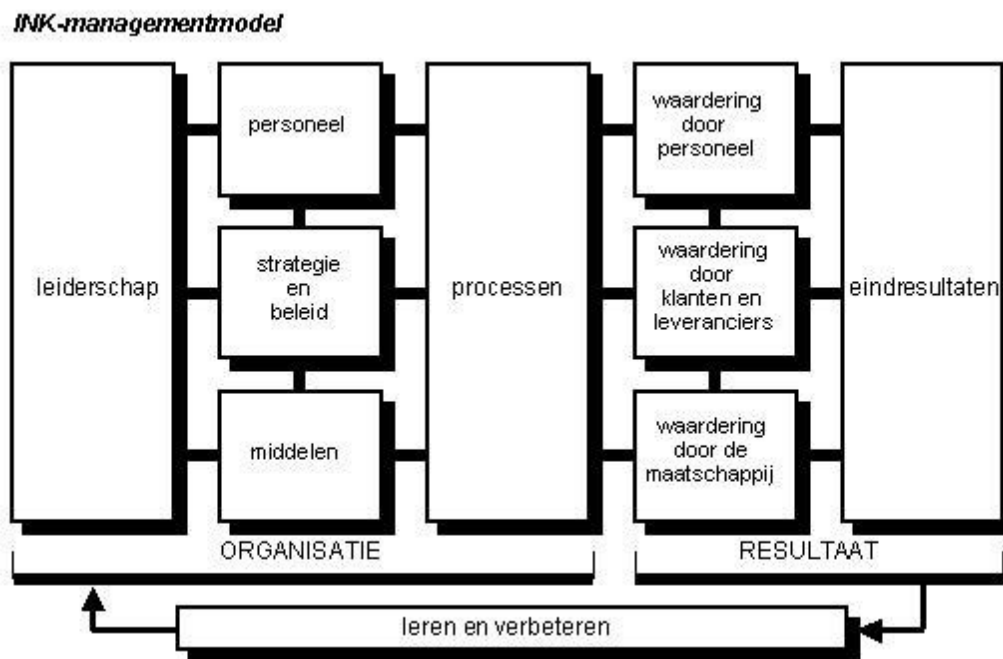 INK-managementmodel
leiderschap
personeel
strategie
en
beleid
middelen
processen
waardering
door
personeel
waardering
door
klanten en
leveranciers
waardering
door de
maatschappij
eindresultaten
ORGANISATIE
RESULTAAT
leren en verbeteren